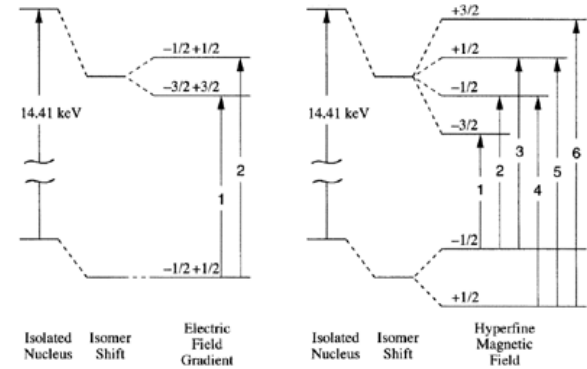 +3/2
−1/2 +1/2
+1/2
−3/2 +3/2
−1/2
14.41 keV
14.41 keV
−3/2
1
2
1
2
3
4
5
6
−1/2
−1/2 +1/2
+1/2
Isolated Nucleus
Isomer Shift
Electric Field Gradient
Isolated Nucleus
Isomer Shift
Hyperfine Magnetic Field